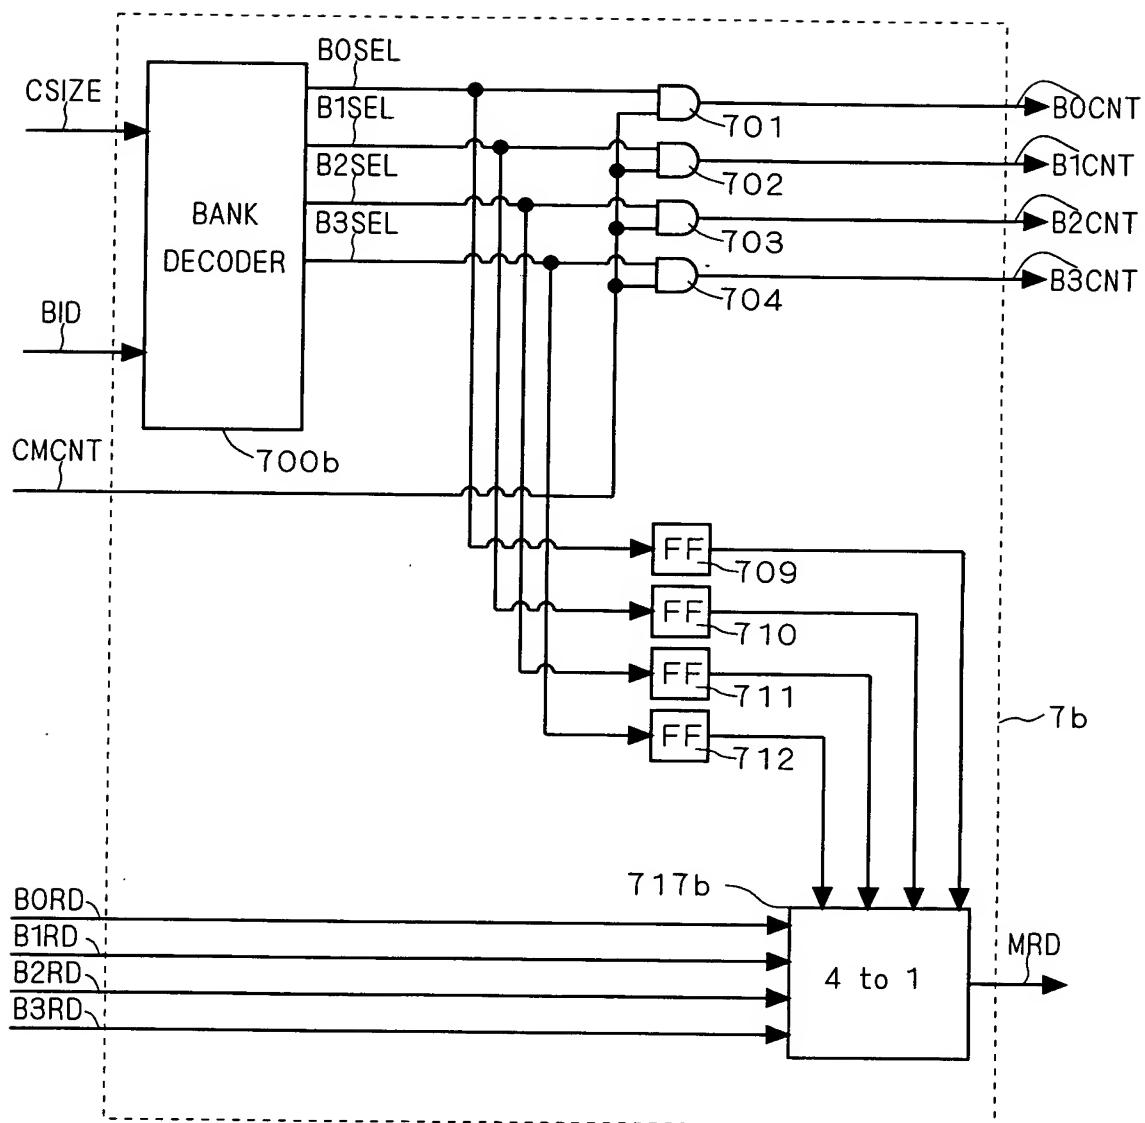 B0SEL
CSIZE
B1SEL
B0CNT
701
B2SEL
B1CNT
702
BANK
DECODER
B3SEL
B2CNT
703
B3CNT
704
BID
CMCNT
700b
FF
709
FF
710
FF
711
7b
FF
712
717b
B0RD
B1RD
MRD
B2RD
4 to 1
B3RD